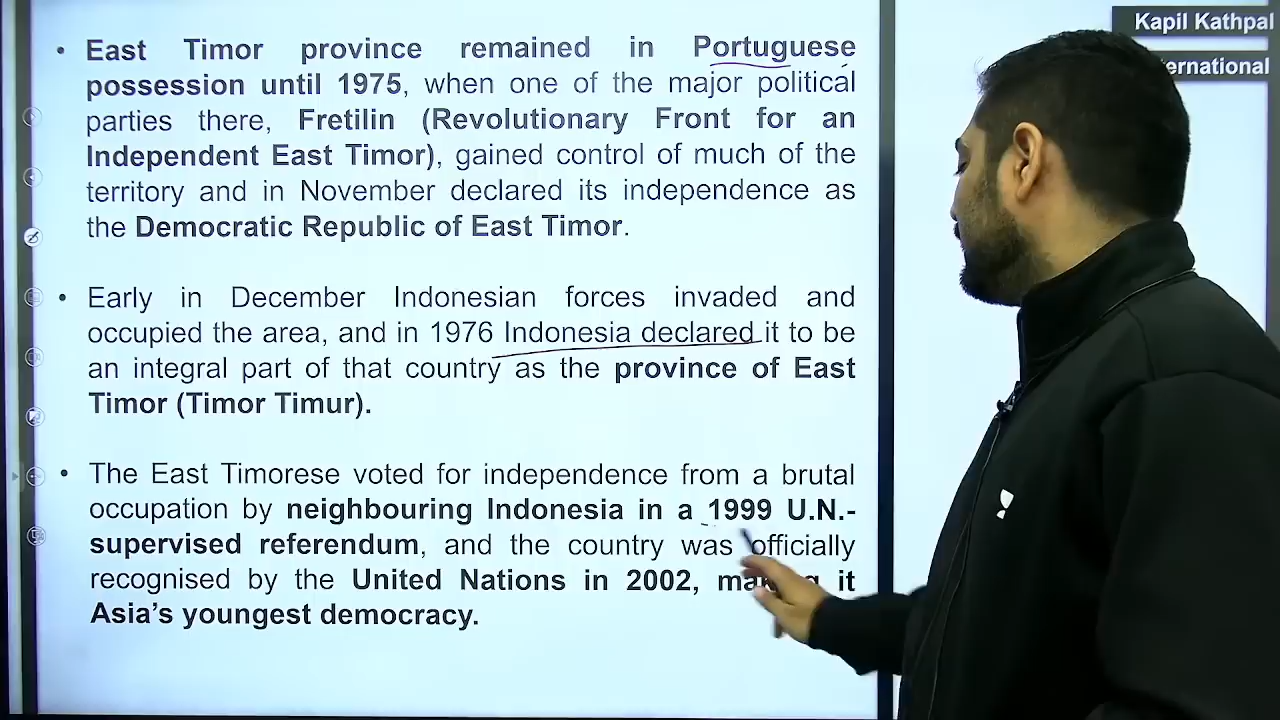 Kapil Kathpal
ernational
• East Timor province remained in Portuguese
possession until 1975, when one of the major political
parties there, Fretilin (Revolutionary Front for an
Independent East Timor), gained control of much of the
territory and in November declared its independence as
the Democratic Republic of East Timor.
• Early in December Indonesian forces invaded and
occupied the area, and in 1976 Indonesia declared it to be
an integral part of that country as the province of East
Timor (Timor Timur).
• The East Timorese voted for independence from a brutal
occupation by neighbouring Indonesia in a 1999 U.N.-
supervised referendum, and the country was officially
recognised by the United Nations in 2002, making it
Asia's youngest democracy.